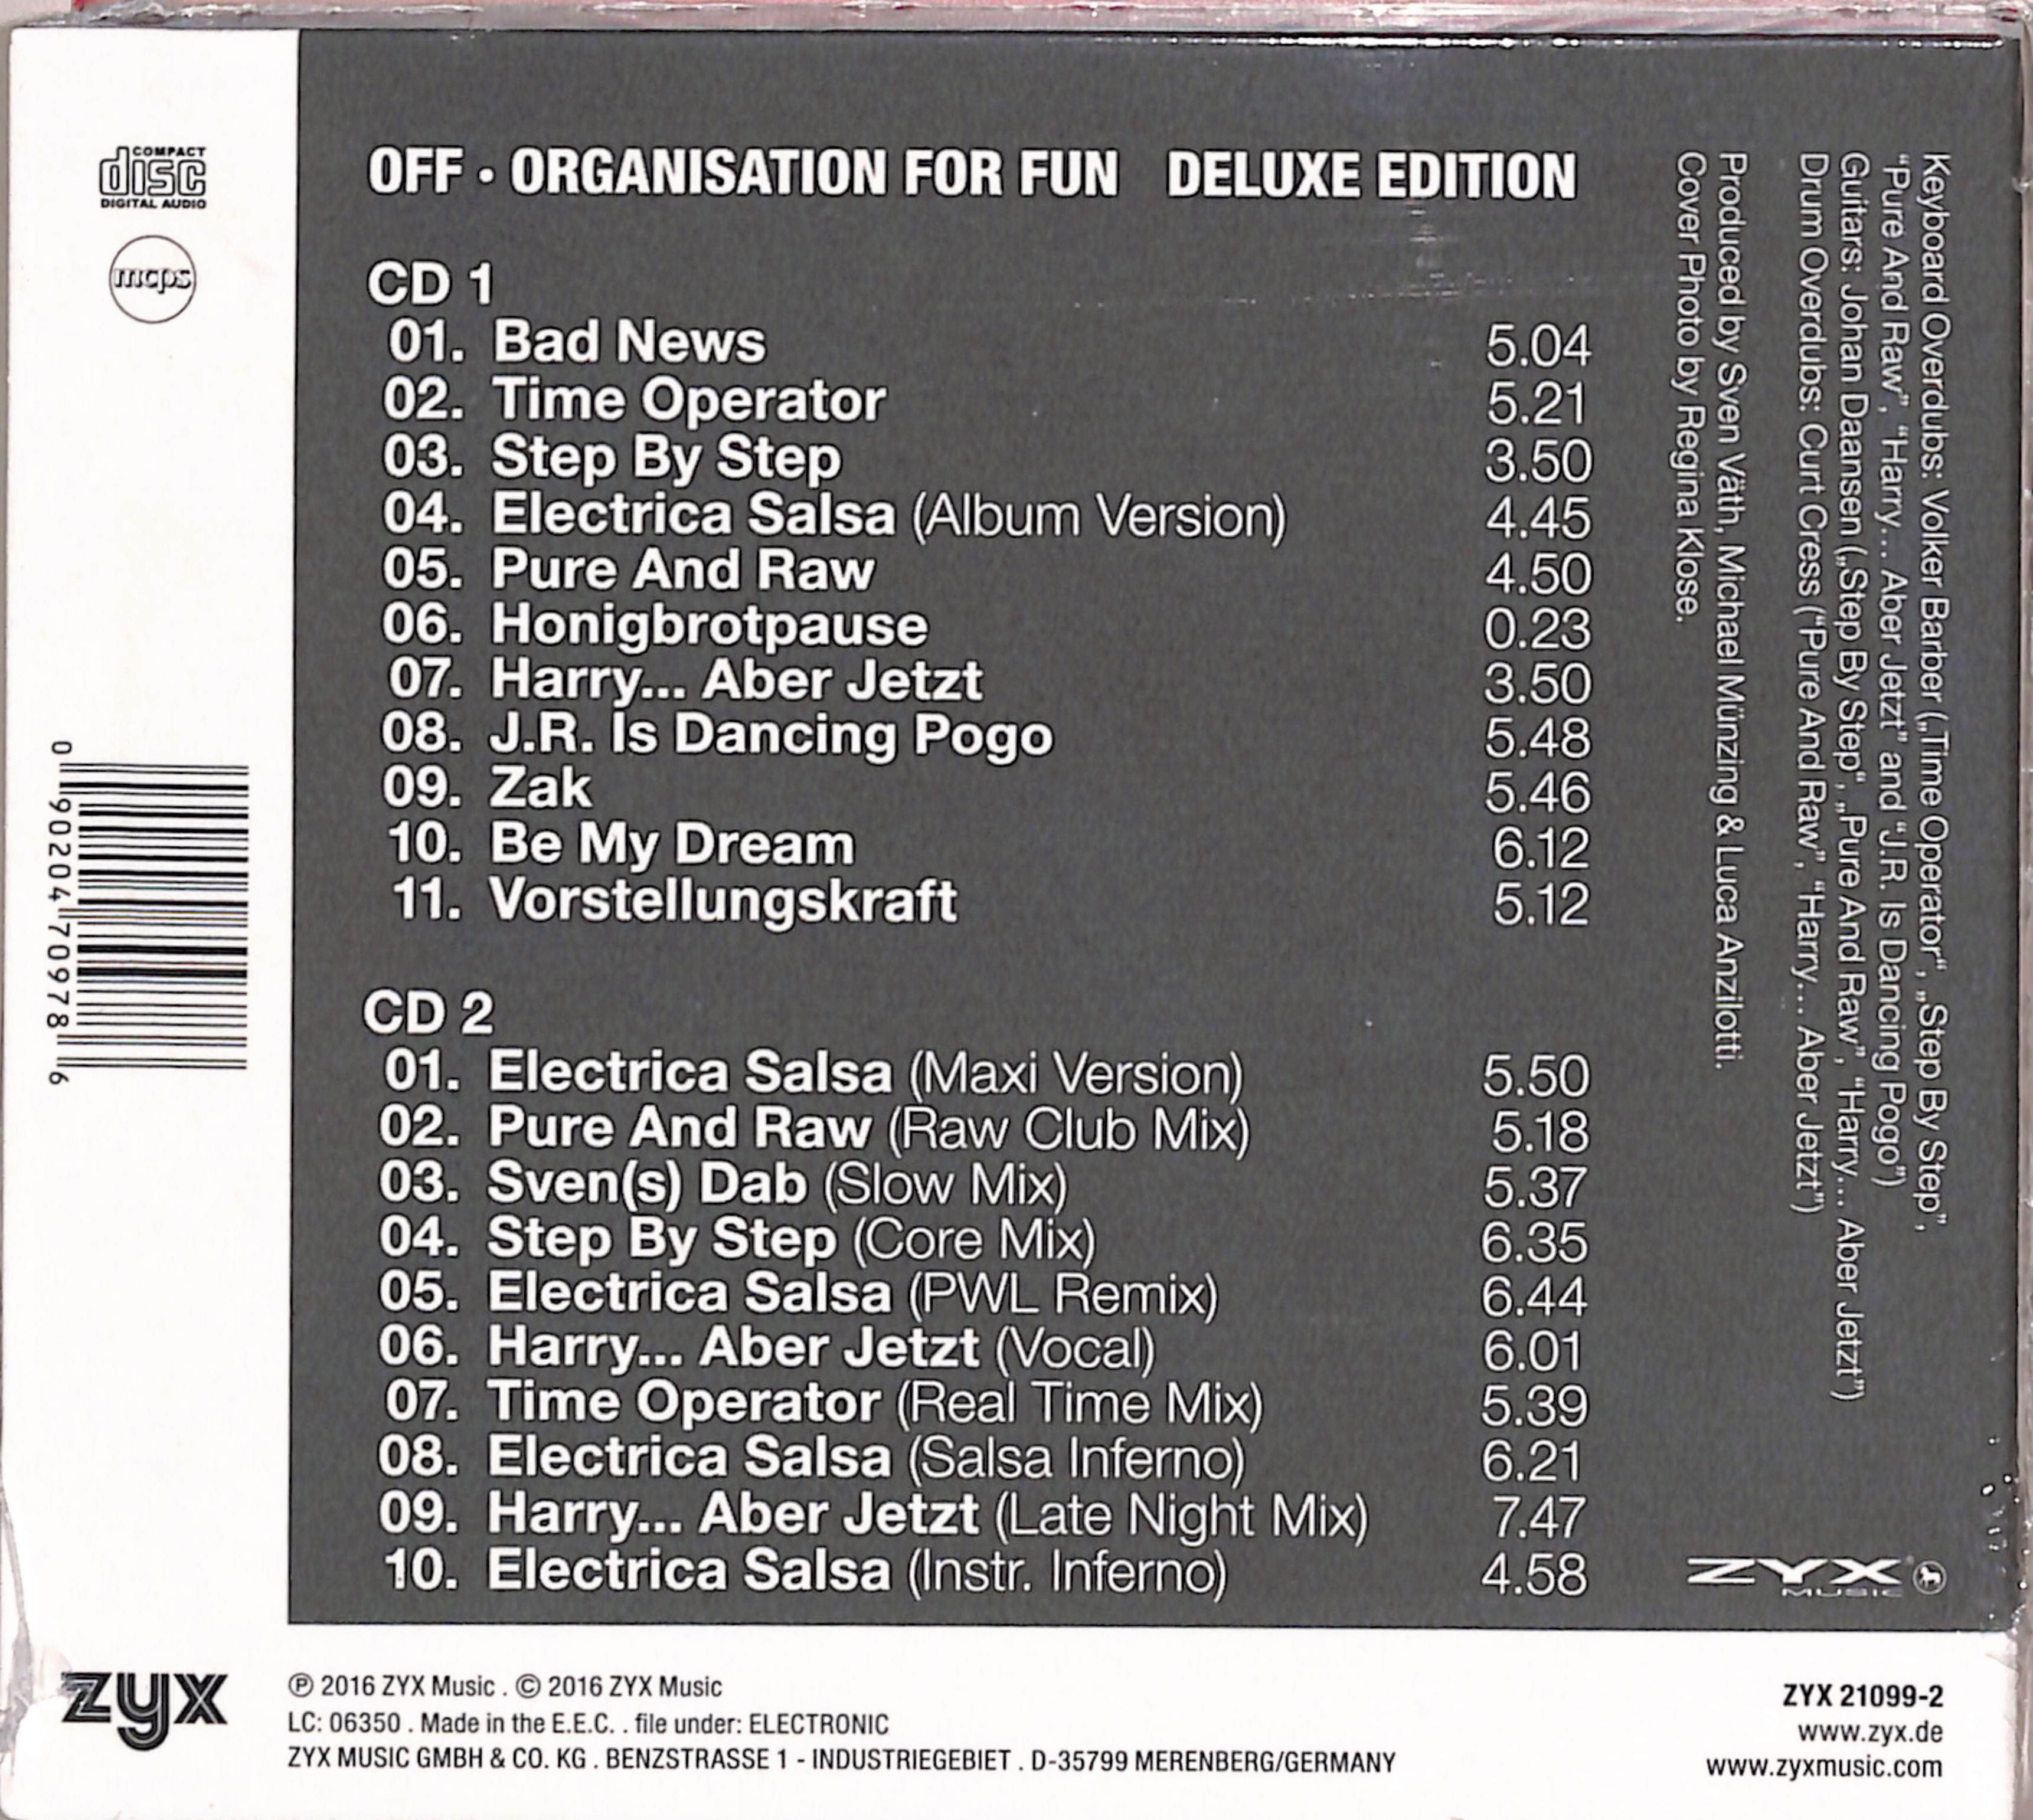 COMPACT
disc
DIGITAL AUDIO
mcps
OFF · ORGANISATION FOR FUN DELUXE EDITION
CD 1
01. Bad News 5.04
02. Time Operator 5.21
03. Step By Step 3.50
04. Electrica Salsa (Album Version) 4.45
05. Pure And Raw 4.50
06. Honigbrotpause 0.23
07. Harry... Aber Jetzt 3.50
08. J.R. Is Dancing Pogo 5.48
09. Zak 5.46
10. Be My Dream 6.12
11. Vorstellungskraft 5.12
CD 2
01. Electrica Salsa (Maxi Version) 5.50
02. Pure And Raw (Raw Club Mix) 5.18
03. Sven(s) Dab (Slow Mix) 5.37
04. Step By Step (Core Mix) 6.35
05. Electrica Salsa (PWL Remix) 6.44
06. Harry... Aber Jetzt (Vocal) 6.01
07. Time Operator (Real Time Mix) 5.39
08. Electrica Salsa (Salsa Inferno) 6.21
09. Harry... Aber Jetzt (Late Night Mix) 7.47
10. Electrica Salsa (Instr. Inferno) 4.58
Keyboard Overdubs: Volker Barber („Time Operator“, „Step By Step”,
“Pure And Raw”, “Harry... Aber Jetzt” and “J.R. Is Dancing Pogo”)
Guitars: Johan Daansen („Step By Step“, „Pure And Raw”, “Harry... Aber Jetzt”)
Drum Overdubs: Curt Cress (“Pure And Raw”, “Harry... Aber Jetzt”)
Produced by Sven Väth, Michael Münzing & Luca Anzilotti.
Cover Photo by Regina Klose.
ZYX
MUSIC
0 90204 70978 6
zyx
℗ 2016 ZYX Music . © 2016 ZYX Music
LC: 06350 . Made in the E.E.C. . file under: ELECTRONIC
ZYX MUSIC GMBH & CO. KG . BENZSTRASSE 1 - INDUSTRIEGEBIET . D-35799 MERENBERG/GERMANY
ZYX 21099-2
www.zyx.de
www.zyxmusic.com